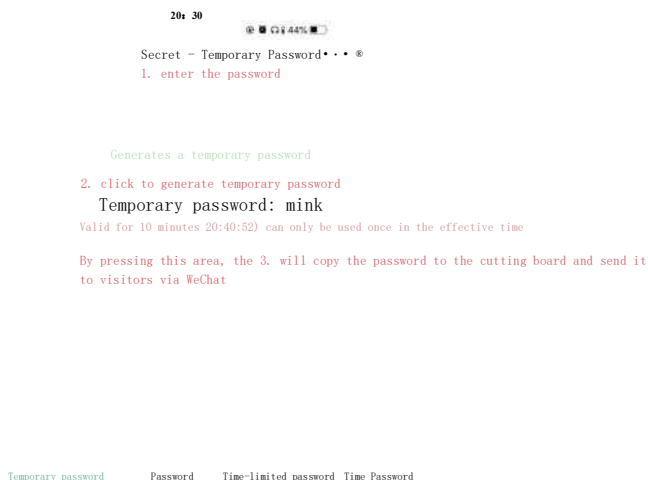 20: 30
44%
Secret - Temporary Password•·• ®
1. enter the password
Generates a temporary password
2. click to generate temporary password
Temporary password: mink
Valid for 10 minutes 20:40:52) can only be used once in the effective time
By pressing this area, the 3. will copy the password to the cutting board and send it
to visitors via WeChat
Temporary password Password Time-limited password Time Password